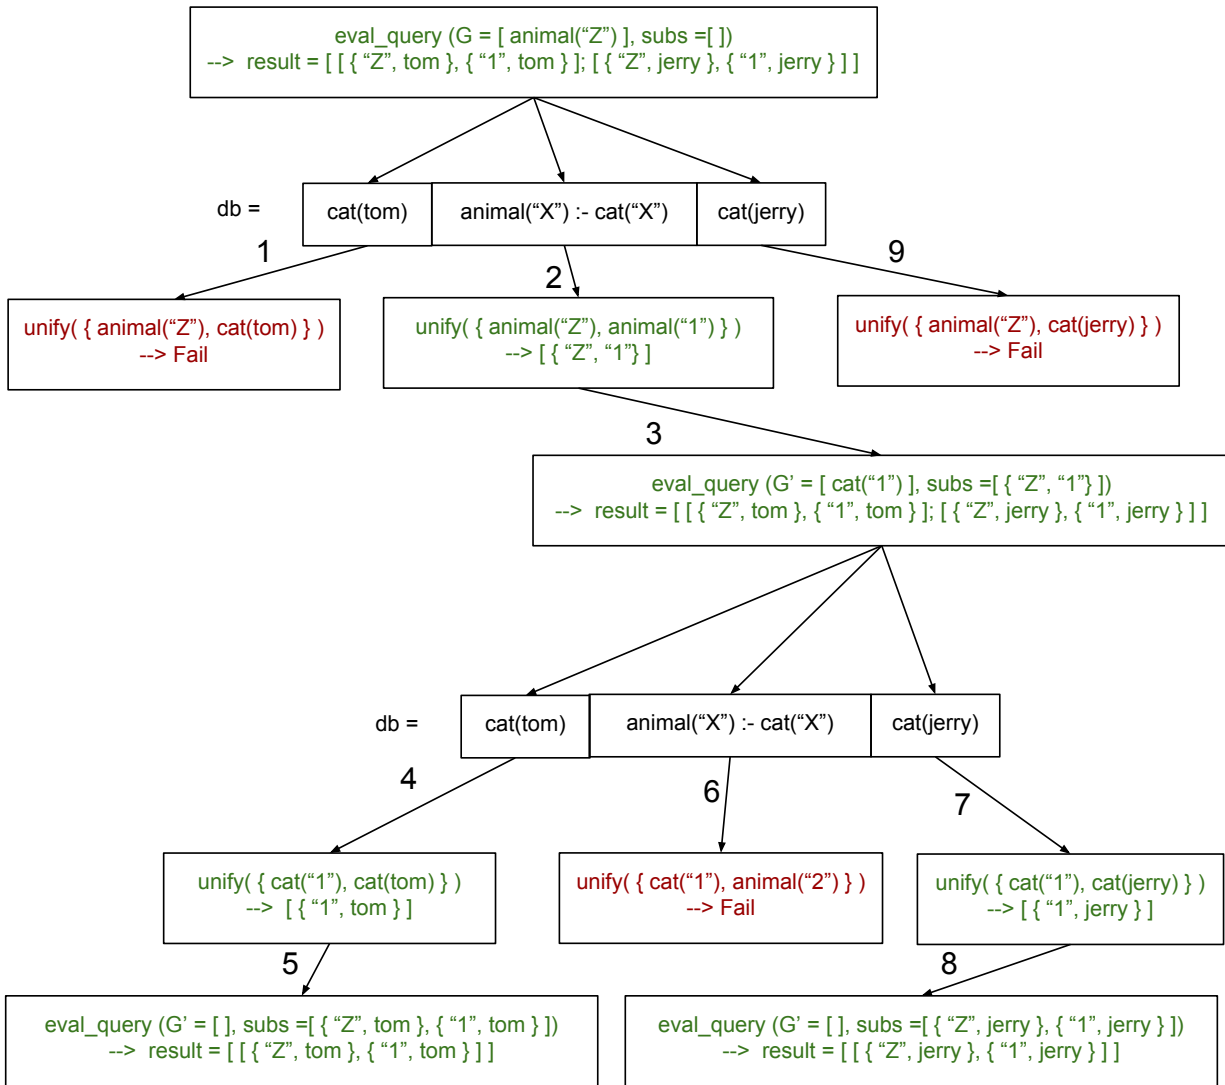 eval_query (G = [ animal(“Z”) ], subs =[ ])
--> result = [ [ { “Z”, tom }, { “1”, tom } ]; [ { “Z”, jerry }, { “1”, jerry } ] ]
db =
cat(tom)
animal(“X”) :- cat(“X”)
cat(jerry)
1
2
9
unify( { animal(“Z”), cat(tom) } )
--> Fail
unify( { animal(“Z”), animal(“1”) } )
--> [ { “Z”, “1”} ]
unify( { animal(“Z”), cat(jerry) } )
--> Fail
3
eval_query (G’ = [ cat(“1”) ], subs =[ { “Z”, “1”} ])
--> result = [ [ { “Z”, tom }, { “1”, tom } ]; [ { “Z”, jerry }, { “1”, jerry } ] ]
db =
cat(tom)
animal(“X”) :- cat(“X”)
cat(jerry)
4
6
7
unify( { cat(“1”), cat(tom) } )
--> [ { “1”, tom } ]
unify( { cat(“1”), animal(“2”) } )
--> Fail
unify( { cat(“1”), cat(jerry) } )
--> [ { “1”, jerry } ]
5
8
eval_query (G’ = [ ], subs =[ { “Z”, tom }, { “1”, tom } ])
--> result = [ [ { “Z”, tom }, { “1”, tom } ] ]
eval_query (G’ = [ ], subs =[ { “Z”, jerry }, { “1”, jerry } ])
--> result = [ [ { “Z”, jerry }, { “1”, jerry } ] ]